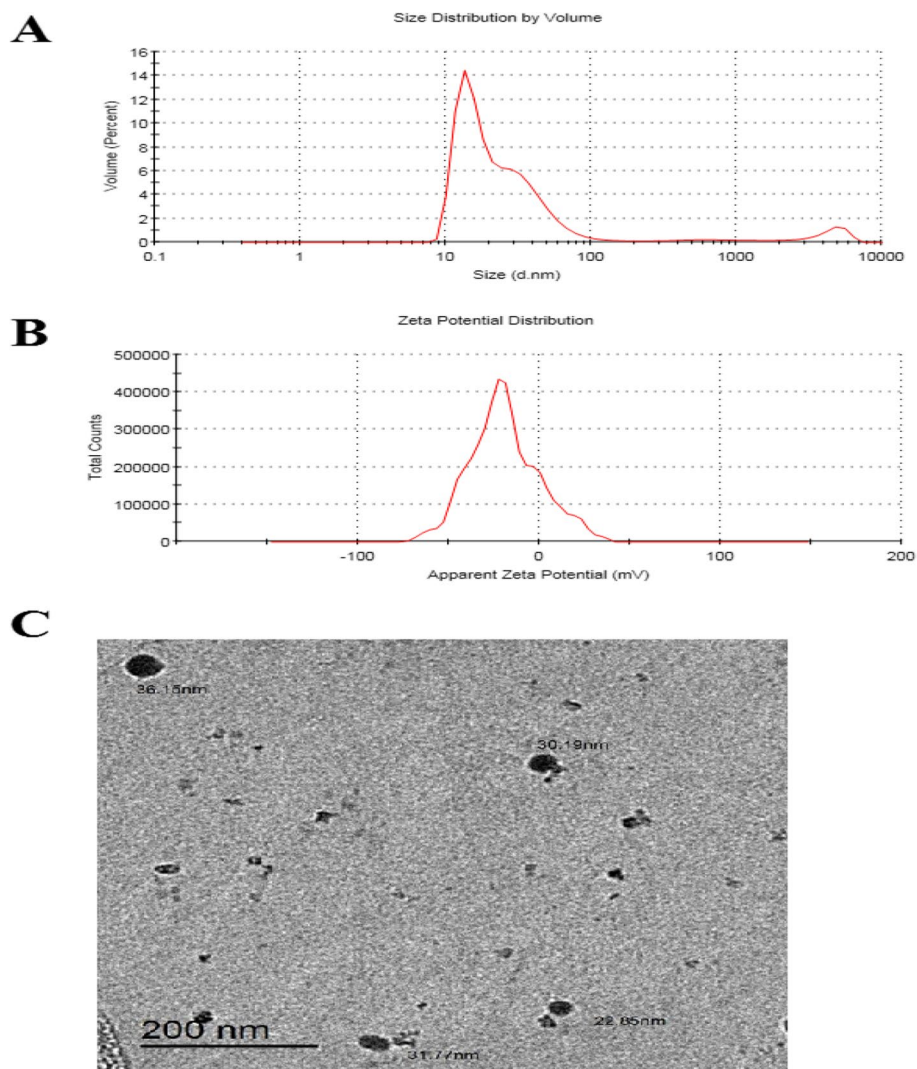 A
Size Distribution by Volume
16
14
12
10
8
6
4
2
0
Volume (Percent)
0.1 1 10 100 1000 10000
Size (d.nm)
B
Zeta Potential Distribution
500000
400000
300000
200000
100000
0
Total Counts
-100 0 100 200
Apparent Zeta Potential (mV)
C
36.15nm
30.19nm
22.85nm
200 nm
31.77nm